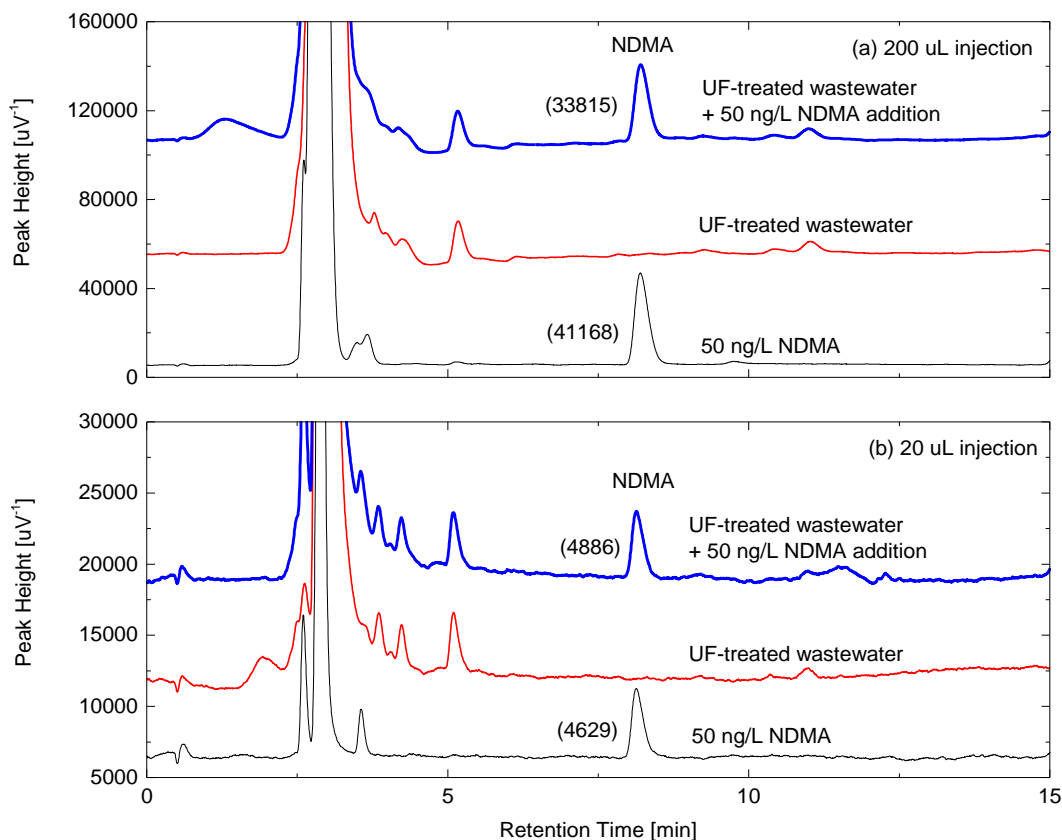 160000
120000
80000
40000
0
Peak Height [uV⁻¹]
(a) 200 uL injection
NDMA
UF-treated wastewater
+ 50 ng/L NDMA addition
(33815)
UF-treated wastewater
(41168)
50 ng/L NDMA
30000
25000
20000
15000
10000
5000
Peak Height [uV⁻¹]
(b) 20 uL injection
NDMA
UF-treated wastewater
+ 50 ng/L NDMA addition
(4886)
UF-treated wastewater
(4629)
50 ng/L NDMA
0 5 10 15
Retention Time [min]